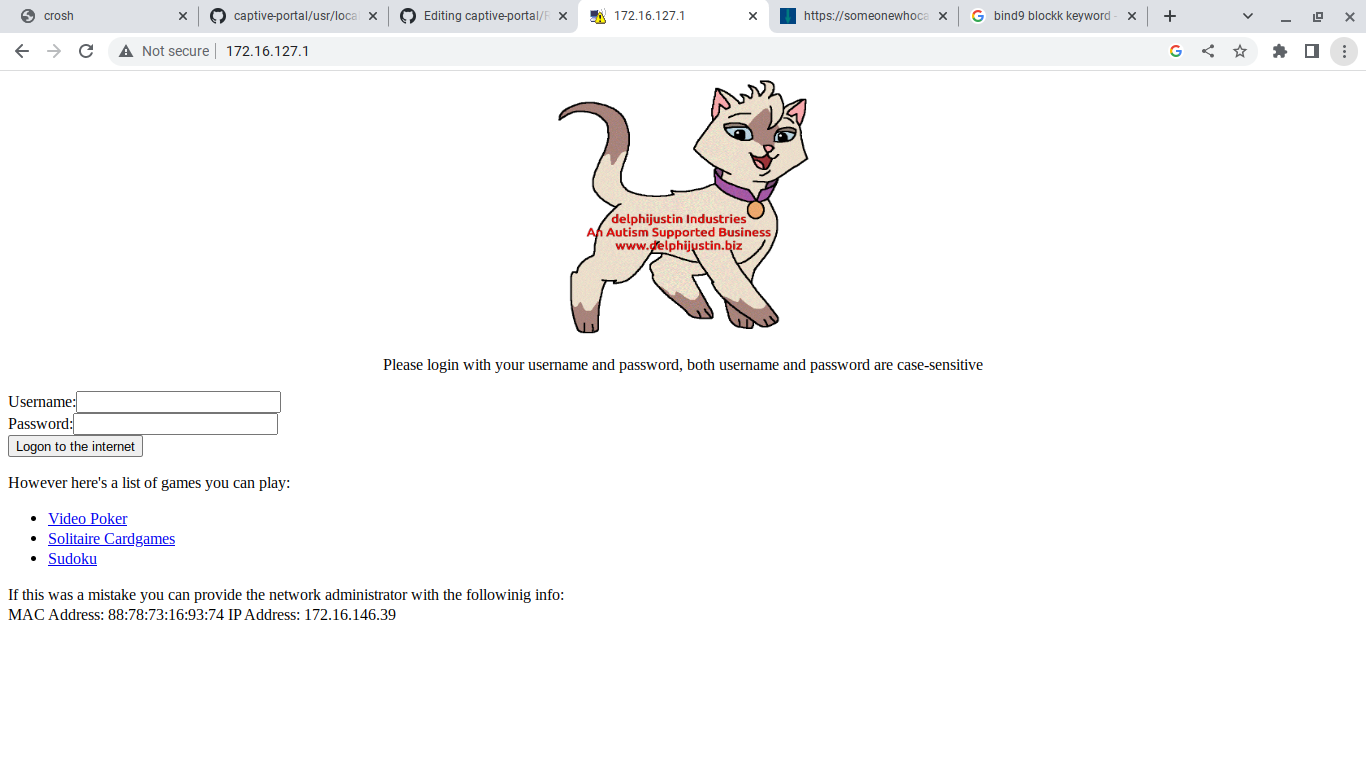 crosh
captive-portal/usr/loca
Editing captive-portal/R
172.16.127.1
https://someonewhoca
bind9 blockk keyword -
Not secure
172.16.127.1
delphijustin Industries
An Autism Supported Business
www.delphijustin.biz
Please login with your username and password, both username and password are case-sensitive
Username:
Password:
Logon to the internet
However here's a list of games you can play:
Video Poker
Solitaire Cardgames
Sudoku
If this was a mistake you can provide the network administrator with the followinig info:
MAC Address: 88:78:73:16:93:74 IP Address: 172.16.146.39